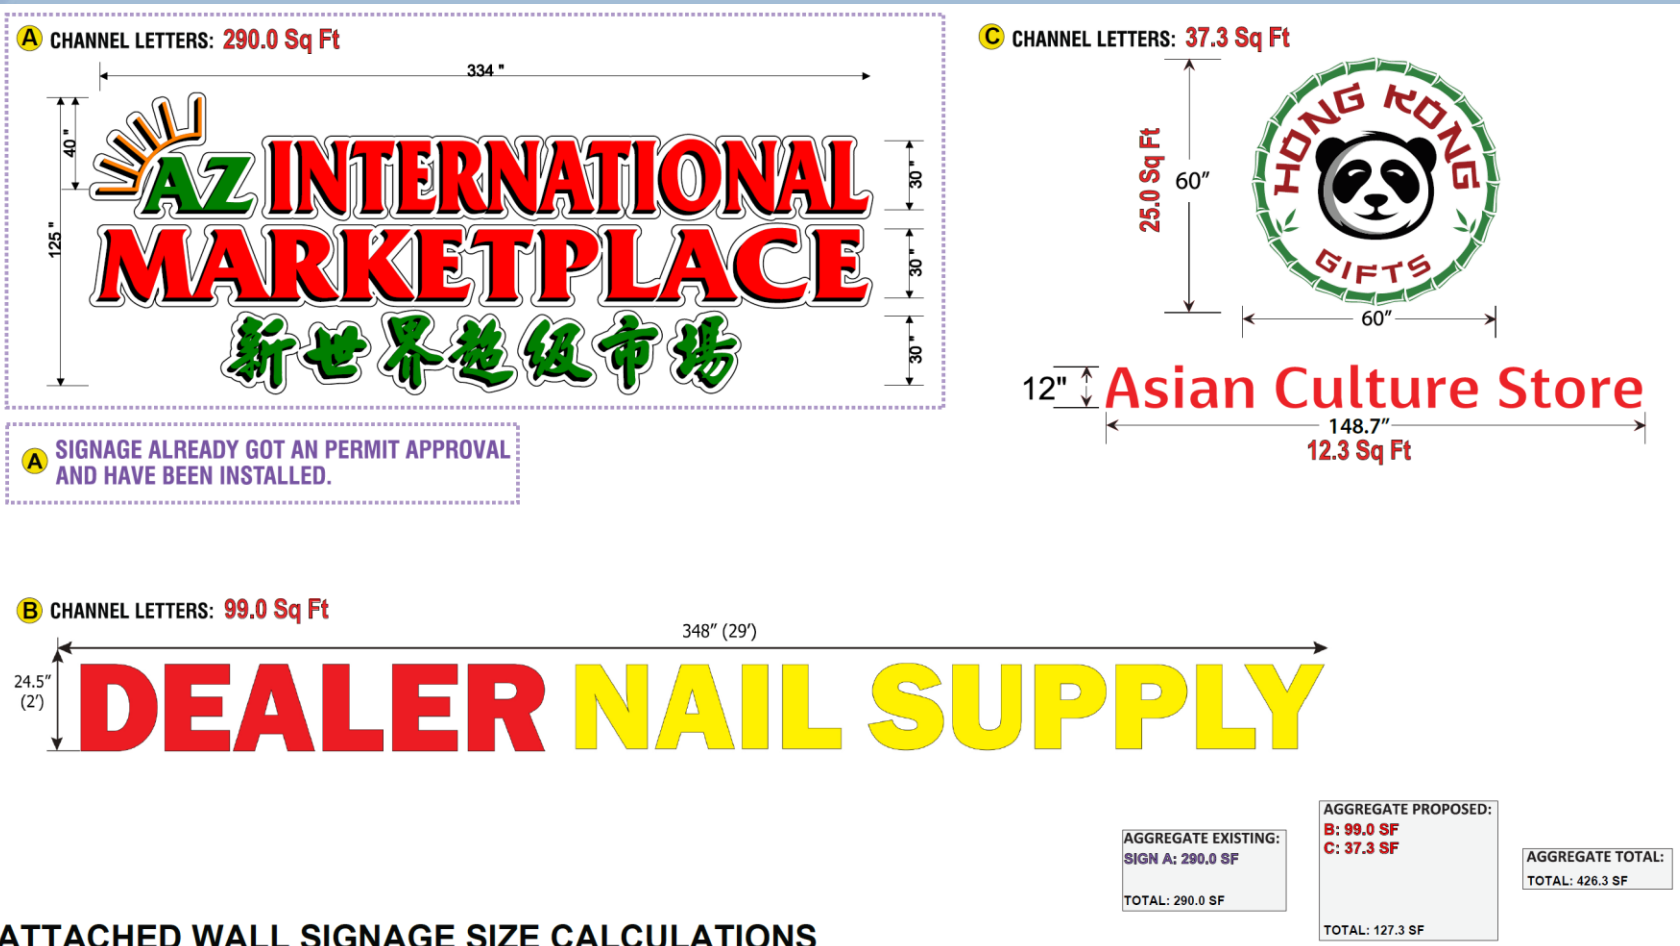 A CHANNEL LETTERS: 290.0 Sq Ft
334 "
40 "
125 "
AZ INTERNATIONAL
MARKETPLACE
新世界超级市場
30 "
30 "
30 "
A SIGNAGE ALREADY GOT AN PERMIT APPROVAL
AND HAVE BEEN INSTALLED.
C CHANNEL LETTERS: 37.3 Sq Ft
25.0 Sq Ft
60”
HONG KONG
GIFTS
60”
12"
Asian Culture Store
148.7”
12.3 Sq Ft
B CHANNEL LETTERS: 99.0 Sq Ft
348” (29’)
24.5”
(2’)
DEALER NAIL SUPPLY
AGGREGATE EXISTING:
SIGN A: 290.0 SF
TOTAL: 290.0 SF
AGGREGATE PROPOSED:
B: 99.0 SF
C: 37.3 SF
TOTAL: 127.3 SF
AGGREGATE TOTAL:
TOTAL: 426.3 SF
ATTACHED WALL SIGNAGE SIZE CALCULATIONS